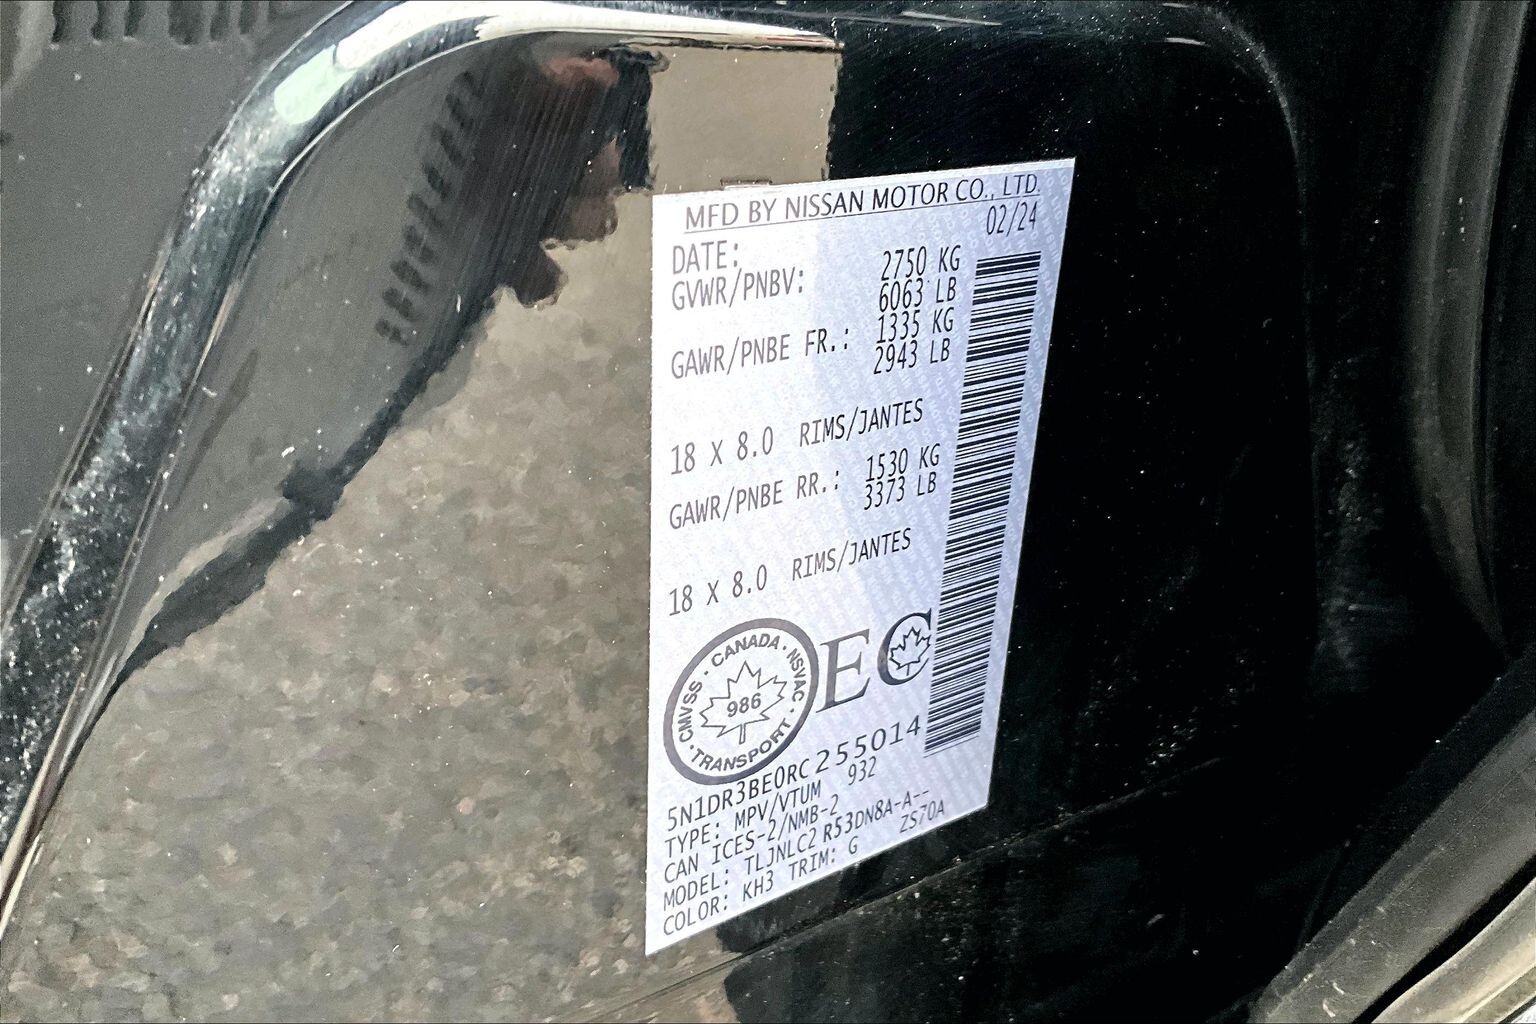 MFD BY NISSAN MOTOR CO., LTD.
DATE: 02/24
GVWR/PNBV: 2750 KG
6063 LB
GAWR/PNBE FR.: 1335 KG
2943 LB
18 X 8.0 RIMS/JANTES
GAWR/PNBE RR.: 1530 KG
3373 LB
18 X 8.0 RIMS/JANTES
CANADA · NSVAC · TRANSPORT · CMVSS ·
986
EC
5N1DR3BE0RC255014
TYPE: MPV/VTUM 932
CAN ICES-2/NMB-2
MODEL: TLJNLC2 R53DN8A-A--
COLOR: KH3 TRIM: G ZS70A